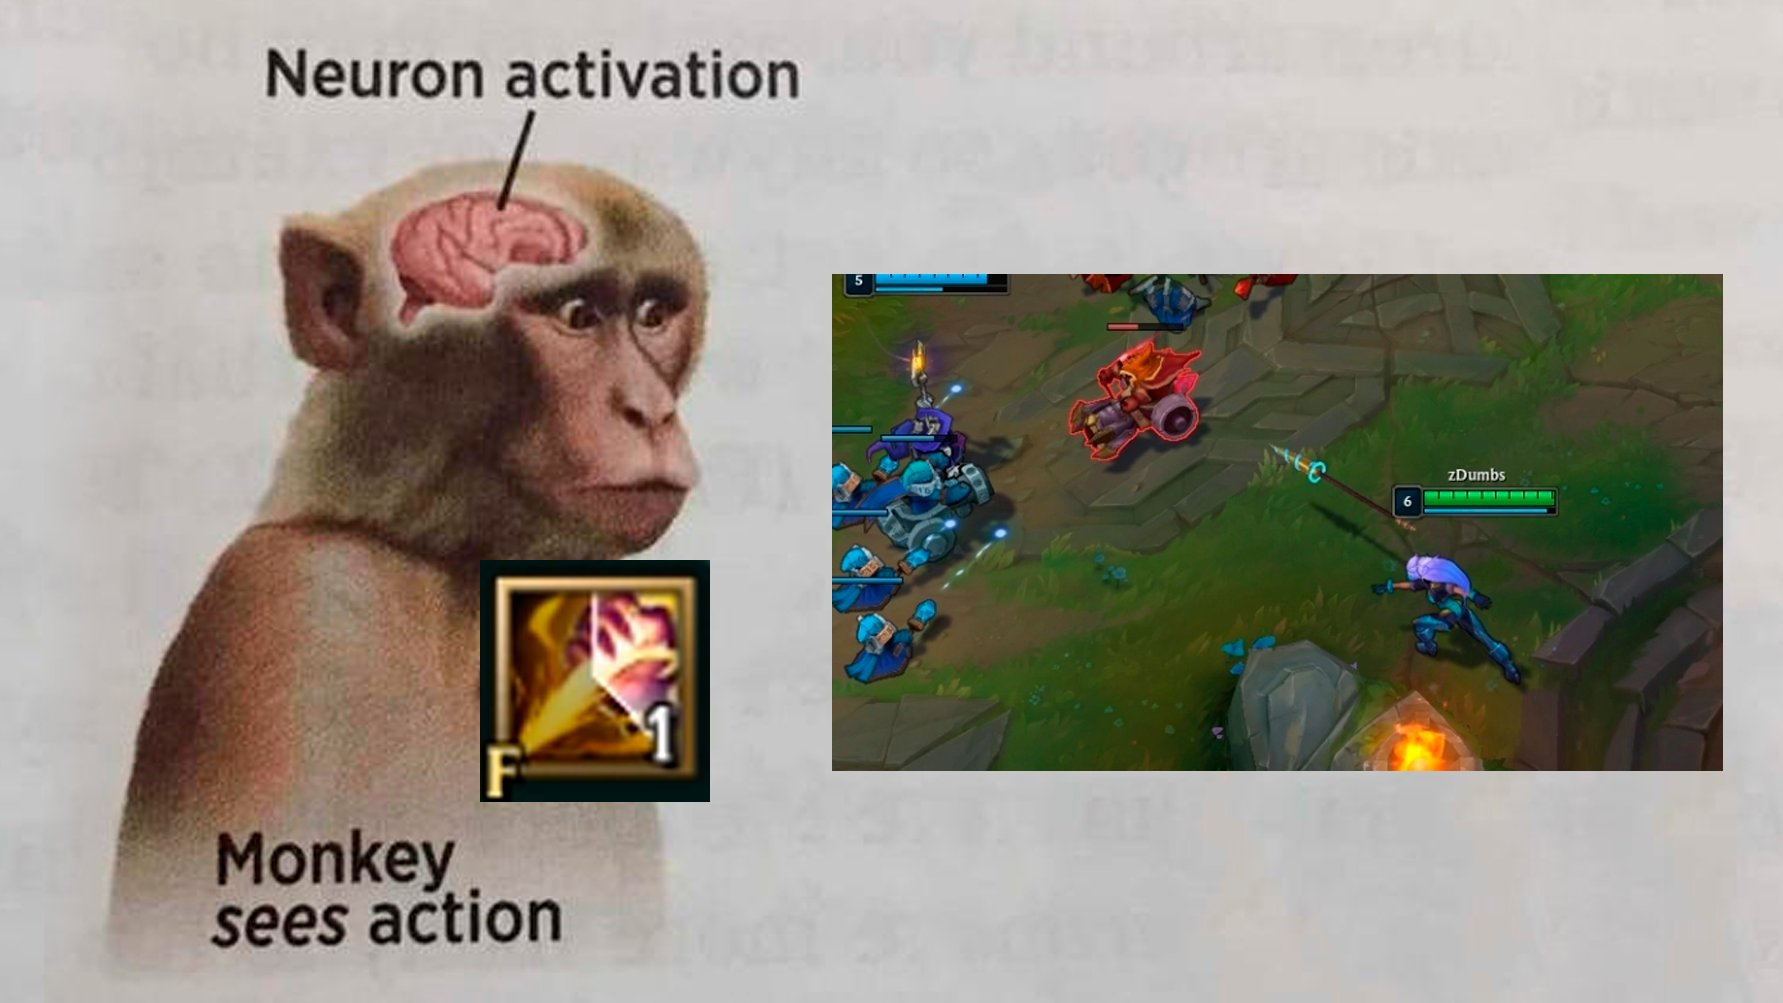 Neuron activation
5
zDumbs
6
1
F
Monkey
sees action